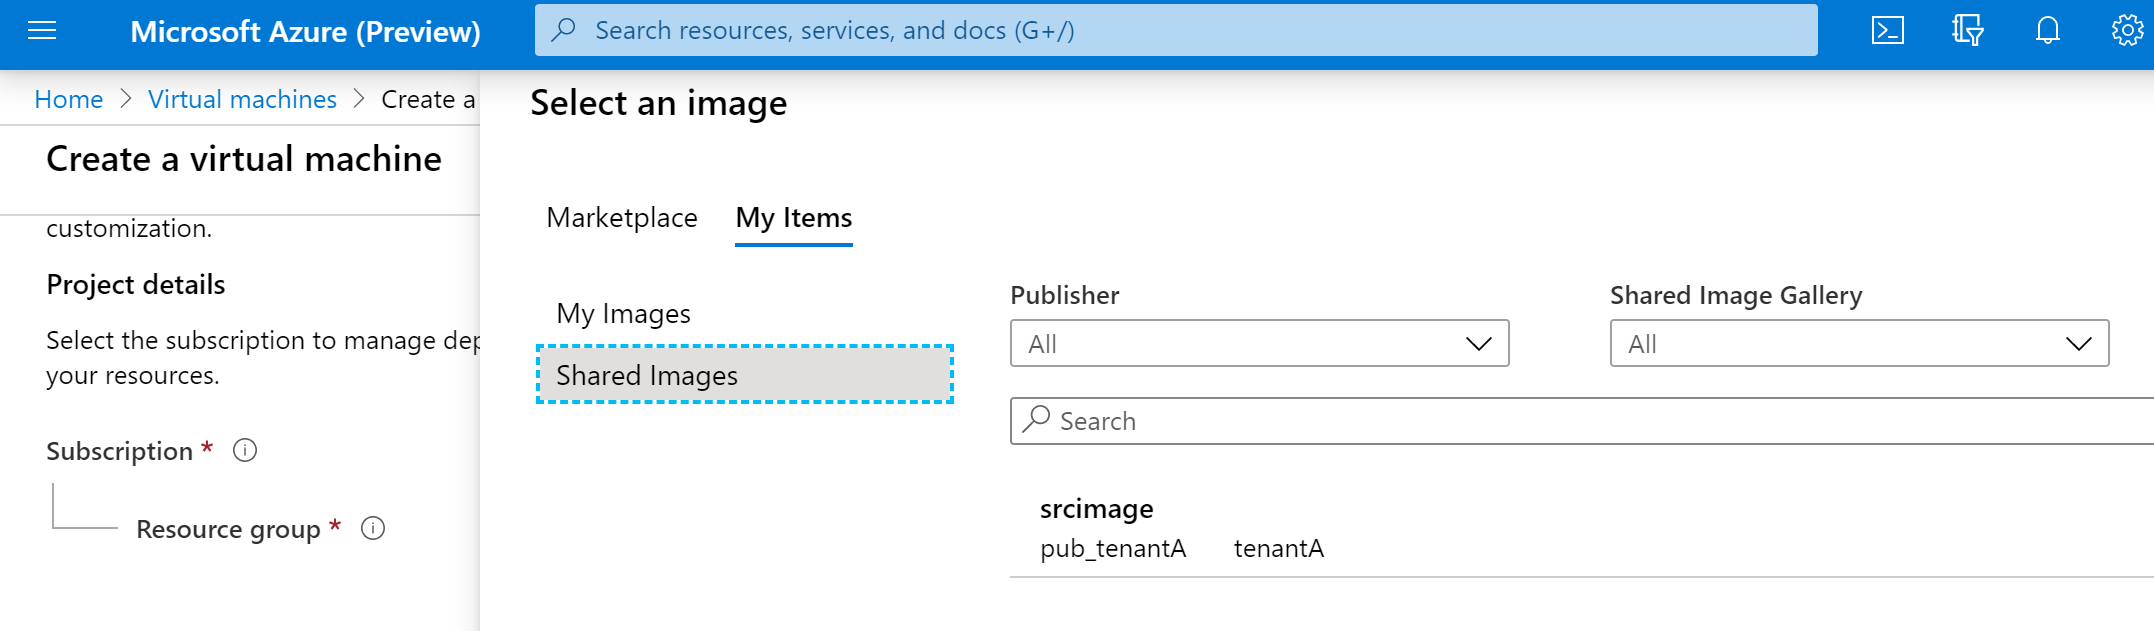 Microsoft Azure (Preview)
Search resources, services, and docs (G+/)
Home > Virtual machines > Create a
Create a virtual machine
customization.
Project details
Select the subscription to manage dep
your resources.
Subscription *
Resource group *
Select an image
Marketplace My Items
My Images
Shared Images
Publisher
All
Shared Image Gallery
All
Search
srcimage
pub_tenantA tenantA